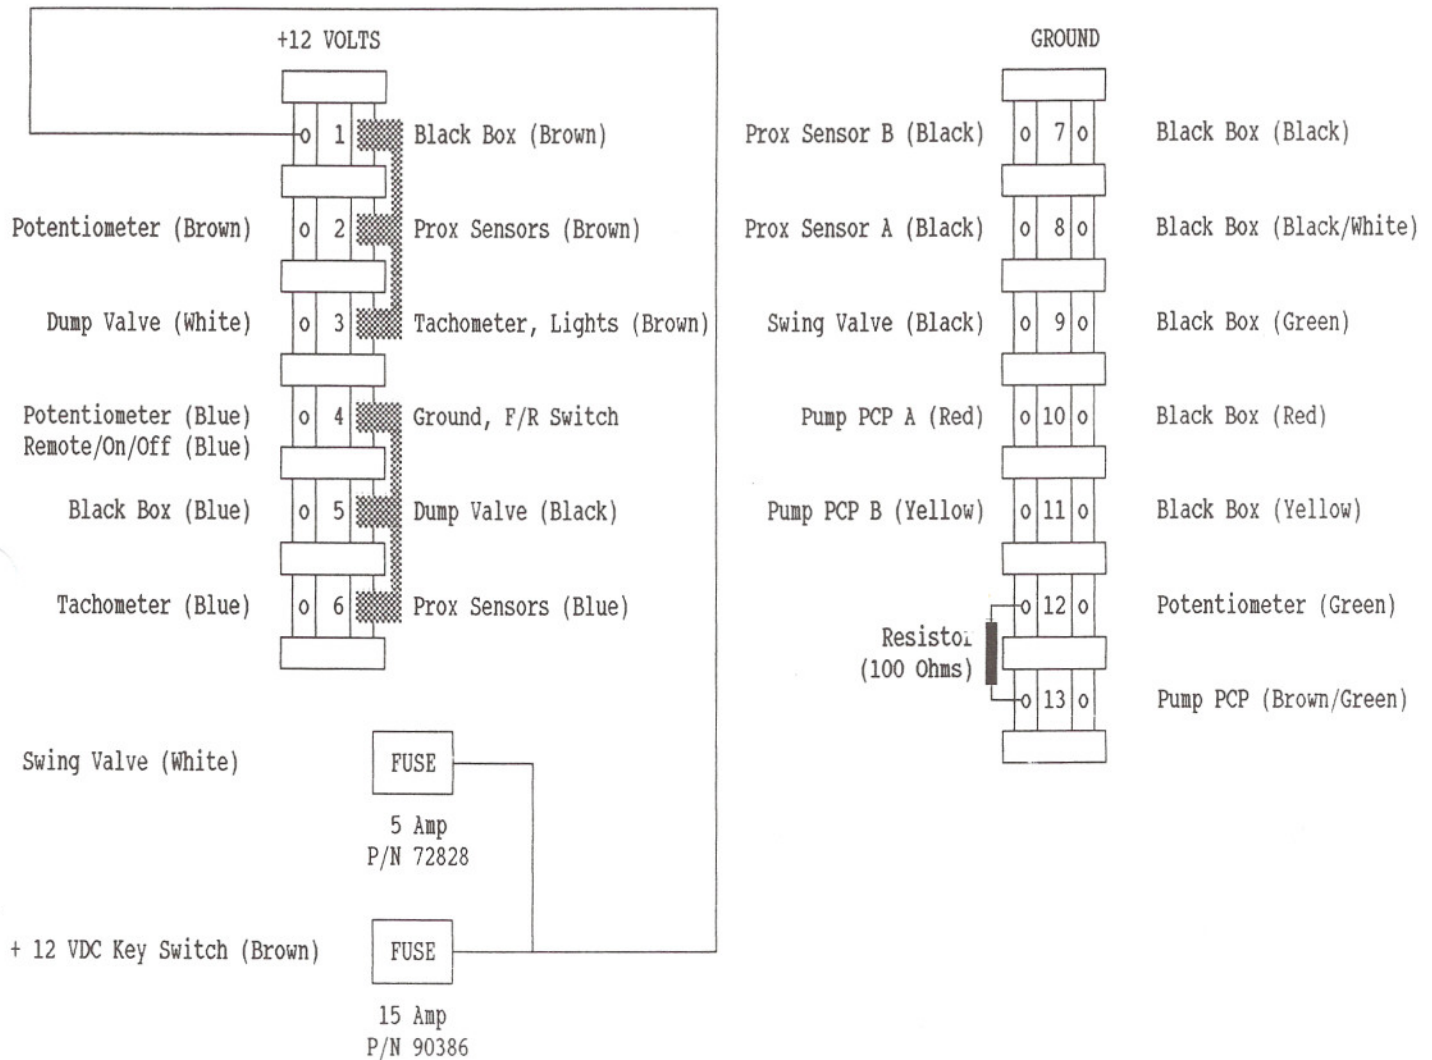 +12 VOLTS
1 Black Box (Brown)
Potentiometer (Brown) 2 Prox Sensors (Brown)
Dump Valve (White) 3 Tachometer, Lights (Brown)
Potentiometer (Blue) 4 Ground, F/R Switch
Remote/On/Off (Blue)
Black Box (Blue) 5 Dump Valve (Black)
Tachometer (Blue) 6 Prox Sensors (Blue)
Swing Valve (White) FUSE
5 Amp
P/N 72828
+ 12 VDC Key Switch (Brown) FUSE
15 Amp
P/N 90386
GROUND
Prox Sensor B (Black) 7 Black Box (Black)
Prox Sensor A (Black) 8 Black Box (Black/White)
Swing Valve (Black) 9 Black Box (Green)
Pump PCP A (Red) 10 Black Box (Red)
Pump PCP B (Yellow) 11 Black Box (Yellow)
12 Potentiometer (Green)
Resistor
(100 Ohms)
13 Pump PCP (Brown/Green)